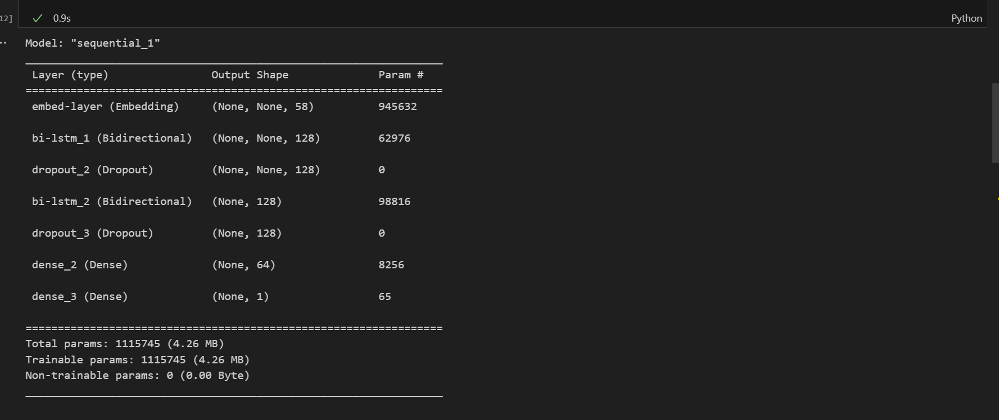 12]
0.9s
Python
Model: "sequential_1"
Layer (type) Output Shape Param #
=================================================================
embed-layer (Embedding) (None, None, 58) 945632
bi-lstm_1 (Bidirectional) (None, None, 128) 62976
dropout_2 (Dropout) (None, None, 128) 0
bi-lstm_2 (Bidirectional) (None, 128) 98816
dropout_3 (Dropout) (None, 128) 0
dense_2 (Dense) (None, 64) 8256
dense_3 (Dense) (None, 1) 65
=================================================================
Total params: 1115745 (4.26 MB)
Trainable params: 1115745 (4.26 MB)
Non-trainable params: 0 (0.00 Byte)